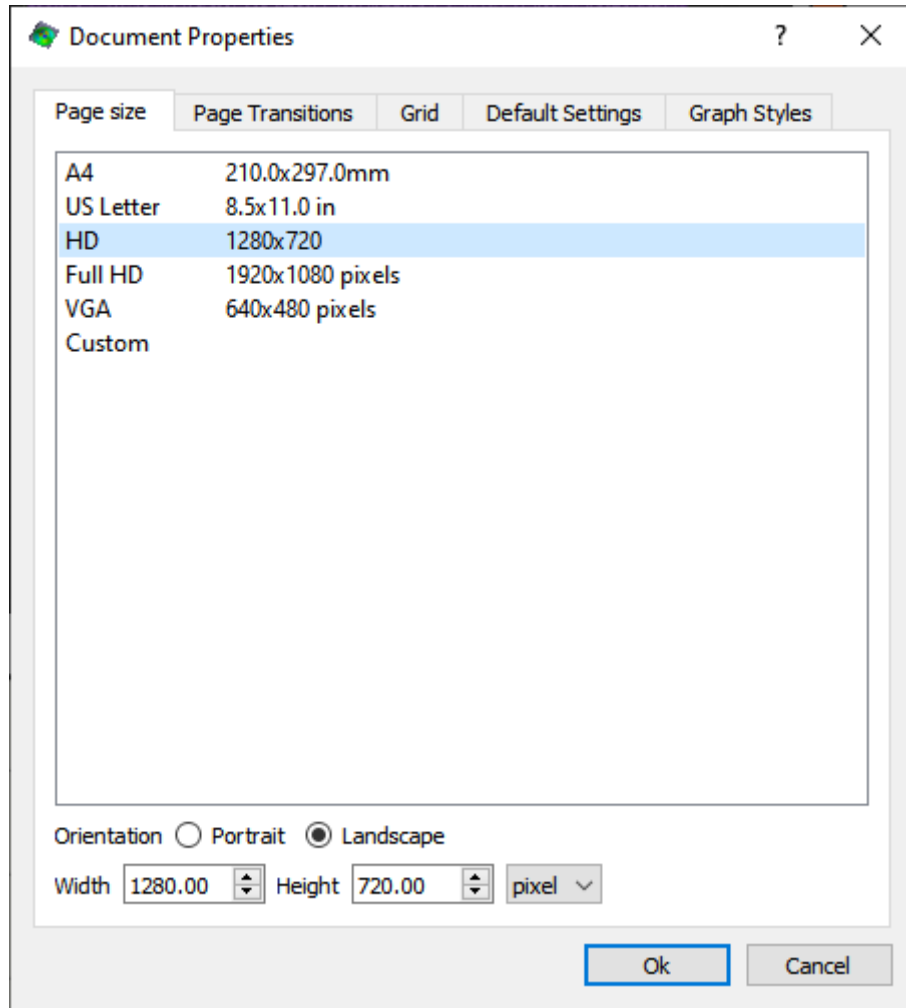 Document Properties ?
Page size Page Transitions Grid Default Settings Graph Styles
A4 210.0x297.0mm
US Letter 8.5x11.0 in
HD 1280x720
Full HD 1920x1080 pixels
VGA 640x480 pixels
Custom
Orientation Portrait Landscape
Width 1280.00 Height 720.00 pixel
Ok Cancel